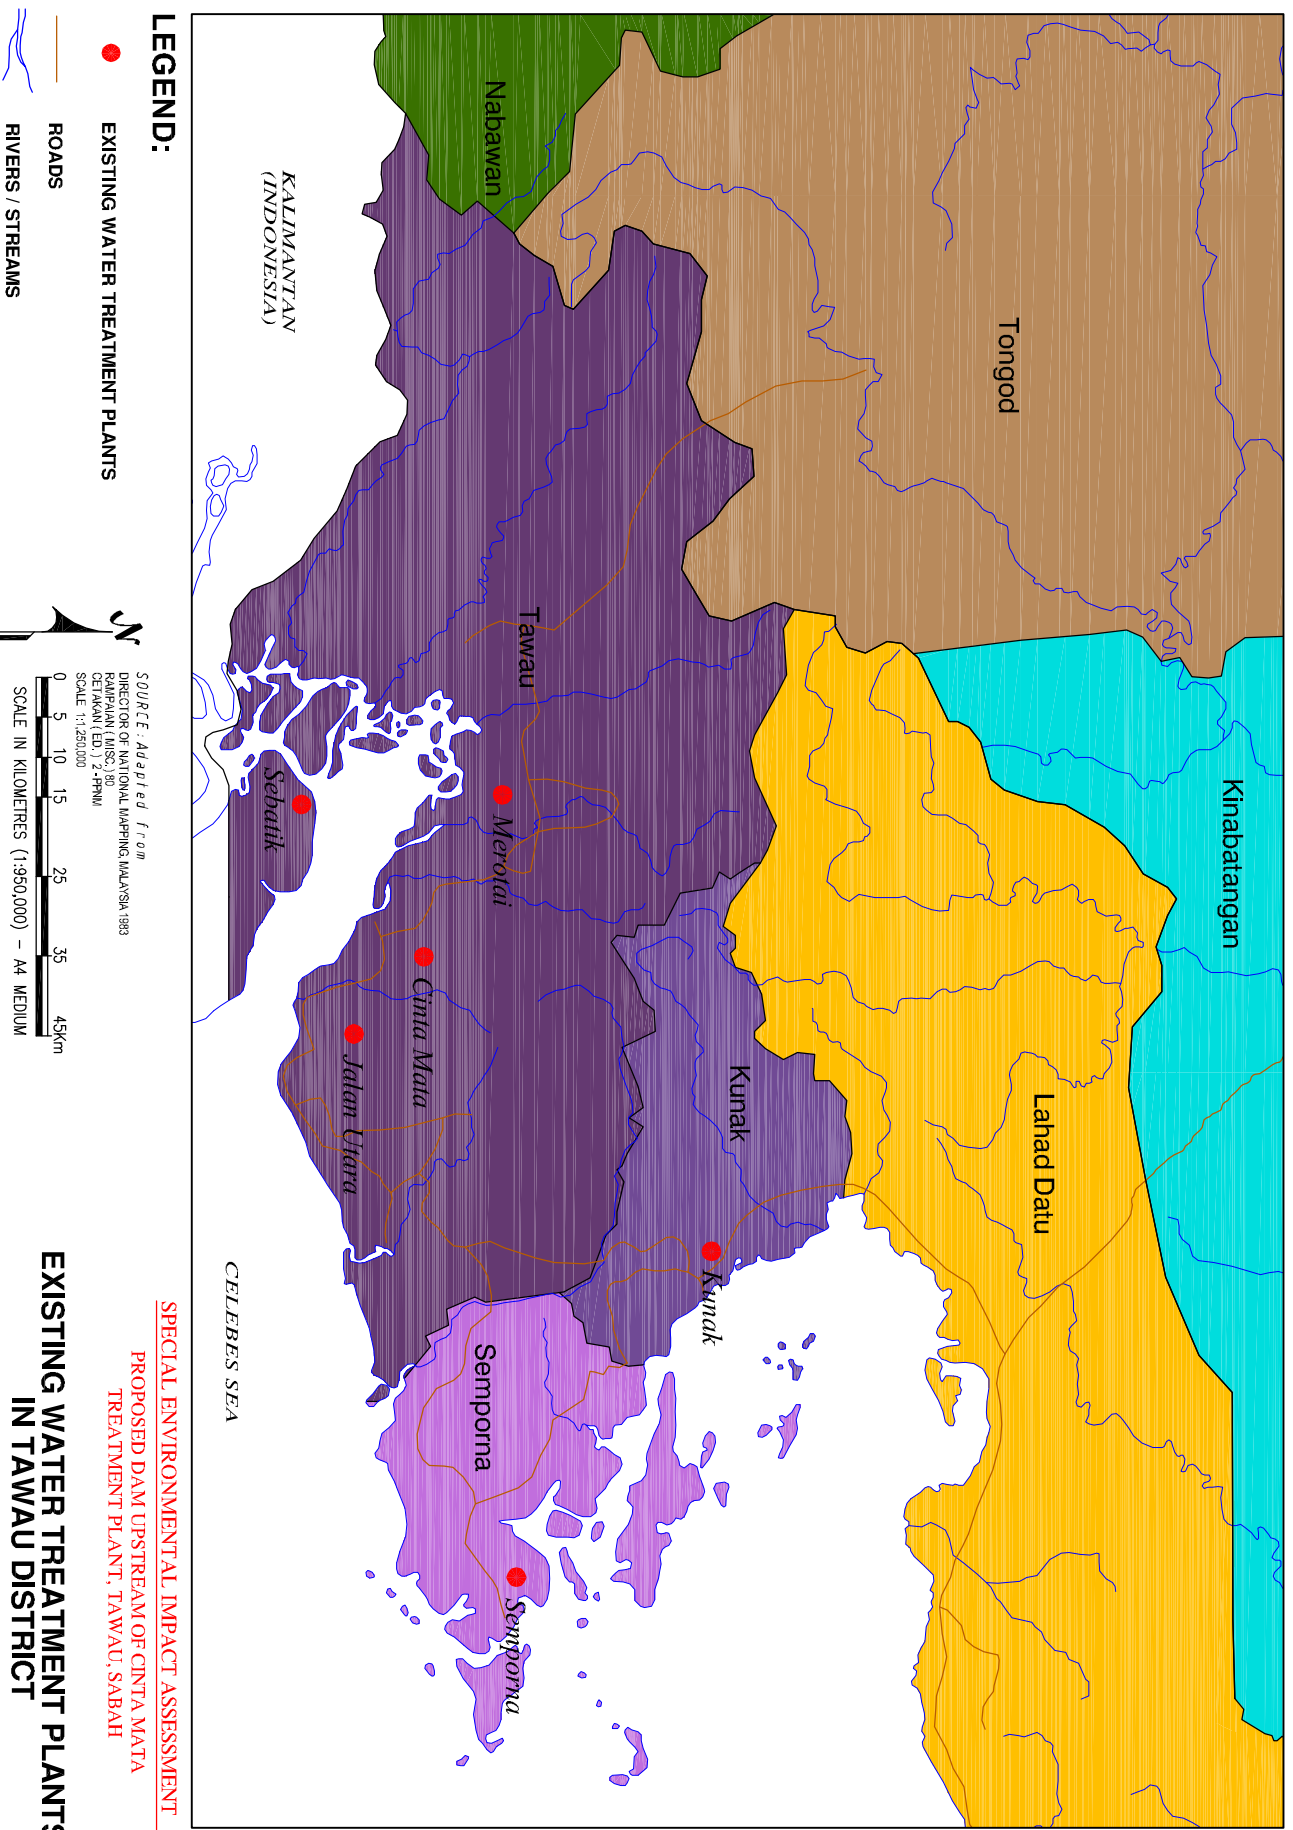 Tongod
Kinabatangan
Nabawan
Lahad Datu
Tawau
Kunak
Kunak
Merotai
Cinta Mata
Jalan Utara
Sebatik
Semporna
Semporna
KALIMANTAN
(INDONESIA)
CELEBES SEA
LEGEND:
EXISTING WATER TREATMENT PLANTS
ROADS
RIVERS / STREAMS
N
SOURCE: Adapted from
DIRECTOR OF NATIONAL MAPPING, MALAYSIA 1983
RAMPAIAN ( MISC. ) 80
CETAKAN ( ED. ) 2 - PPNM
SCALE 1:1,250,000
0 5 10 15 25 35 45Km
SCALE IN KILOMETRES (1:950,000) - A4 MEDIUM
SPECIAL ENVIRONMENTAL IMPACT ASSESSMENT
PROPOSED DAM UPSTREAM OF CINTA MATA
TREATMENT PLANT, TAWAU, SABAH
EXISTING WATER TREATMENT PLANTS
IN TAWAU DISTRICT